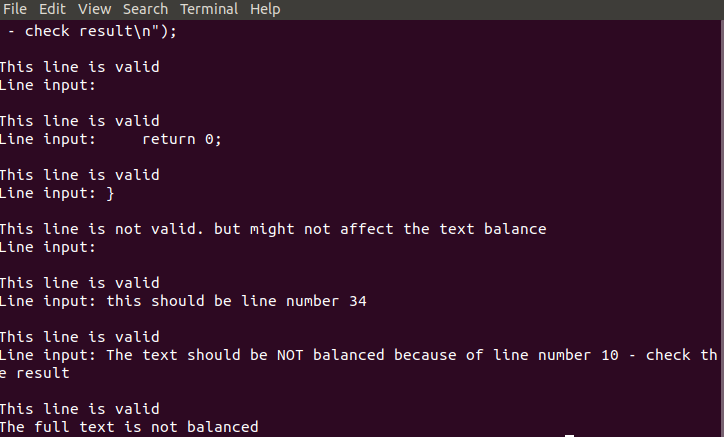 File Edit View Search Terminal Help
- check result\n");
This line is valid
Line input:
This line is valid
Line input:     return 0;
This line is valid
Line input: }
This line is not valid. but might not affect the text balance
Line input:
This line is valid
Line input: this should be line number 34
This line is valid
Line input: The text should be NOT balanced because of line number 10 - check th
e result
This line is valid
The full text is not balanced